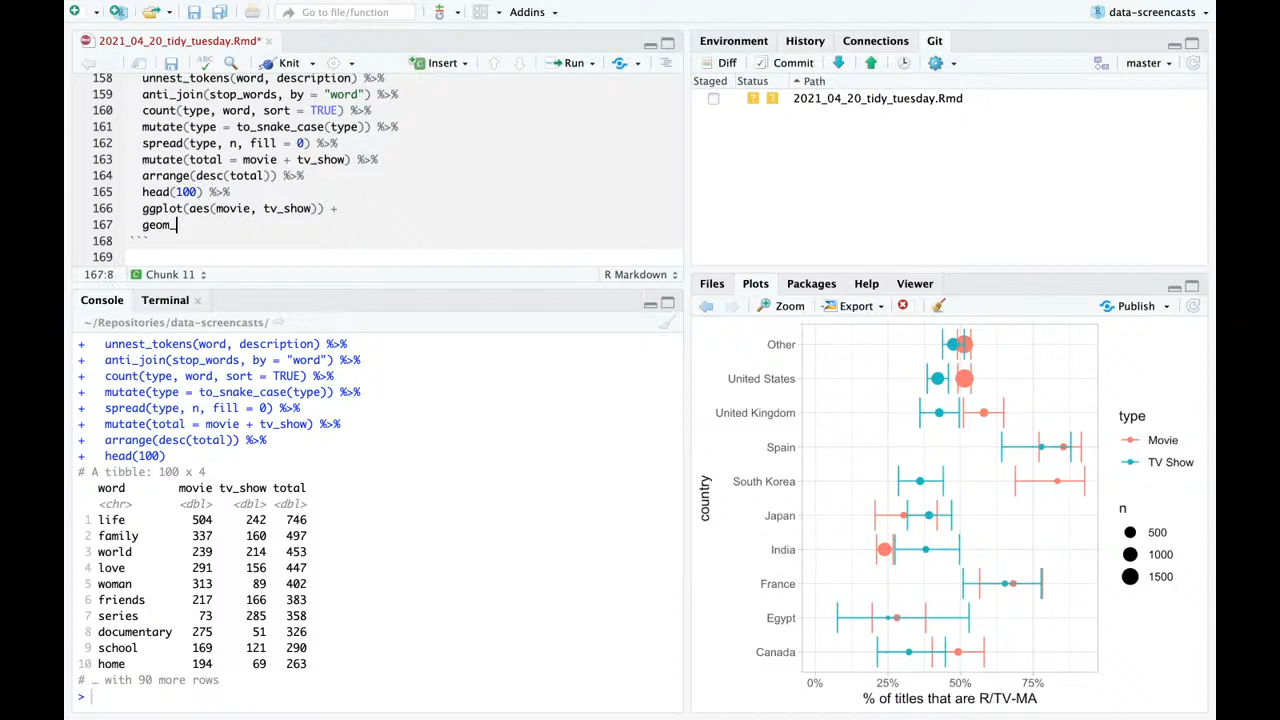 Go to file/function
Addins
data-screencasts
2021_04_20_tidy_tuesday.Rmd*
ABC
Knit
Insert
Run
158 unnest_tokens(word, description) %>%
159 anti_join(stop_words, by = "word") %>%
160 count(type, word, sort = TRUE) %>%
161 mutate(type = to_snake_case(type)) %>%
162 spread(type, n, fill = 0) %>%
163 mutate(total = movie + tv_show) %>%
164 arrange(desc(total)) %>%
165 head(100) %>%
166 ggplot(aes(movie, tv_show)) +
167 geom_
168 ```
169
167:8 Chunk 11 R Markdown
Console Terminal
~/Repositories/data-screencasts/
+ unnest_tokens(word, description) %>%
+ anti_join(stop_words, by = "word") %>%
+ count(type, word, sort = TRUE) %>%
+ mutate(type = to_snake_case(type)) %>%
+ spread(type, n, fill = 0) %>%
+ mutate(total = movie + tv_show) %>%
+ arrange(desc(total)) %>%
+ head(100)
# A tibble: 100 x 4
word movie tv_show total
<chr> <dbl> <dbl> <dbl>
1 life 504 242 746
2 family 337 160 497
3 world 239 214 453
4 love 291 156 447
5 woman 313 89 402
6 friends 217 166 383
7 series 73 285 358
8 documentary 275 51 326
9 school 169 121 290
10 home 194 69 263
# … with 90 more rows
>
Environment History Connections Git
Diff Commit master
Staged Status Path
2021_04_20_tidy_tuesday.Rmd
Files Plots Packages Help Viewer
Zoom Export Publish
Other
United States
United Kingdom
Spain
South Korea
Japan
India
France
Egypt
Canada
country
0% 25% 50% 75%
% of titles that are R/TV-MA
type
Movie
TV Show
n
500
1000
1500